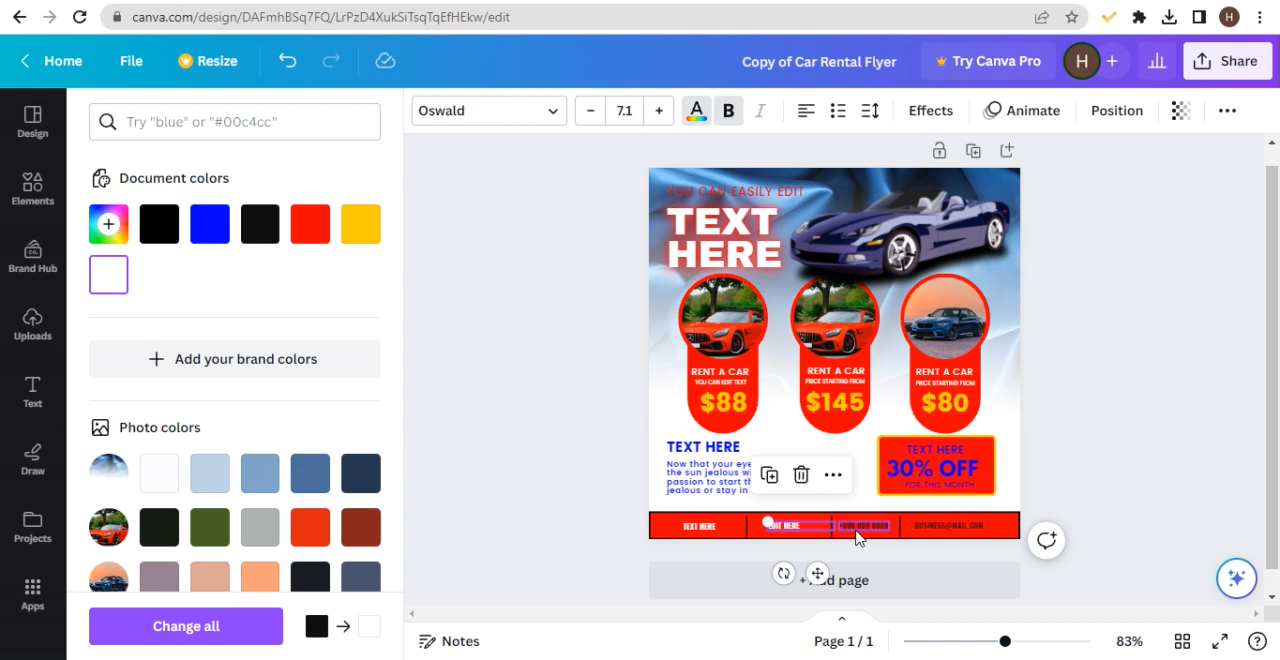 canva.com/design/DAFmhBSq7FQ/LrPzD4XukSiTsqTqEfHEkw/edit
H
Home
File
Resize
Copy of Car Rental Flyer
Try Canva Pro
H
+
Share
Design
Elements
Brand Hub
Uploads
Text
Draw
Projects
Apps
Try "blue" or "#00c4cc"
Document colors
+ Add your brand colors
Photo colors
Change all
Oswald
- 7.1 +
A
B
I
Effects
Animate
Position
YOU CAN EASILY EDIT
TEXT
HERE
RENT A CAR
YOU CAN EDIT TEXT
$88
RENT A CAR
PRICE STARTING FROM
$145
RENT A CAR
PRICE STARTING FROM
$80
TEXT HERE
Now that your eye
the sun jealous wi
passion to start th
jealous or stay in
TEXT HERE
30% OFF
FOR THIS MONTH
TEXT HERE
EDIT HERE
+000 000 0000
BUSINESS@MAIL.COM
+ Add page
Notes
Page 1 / 1
83%